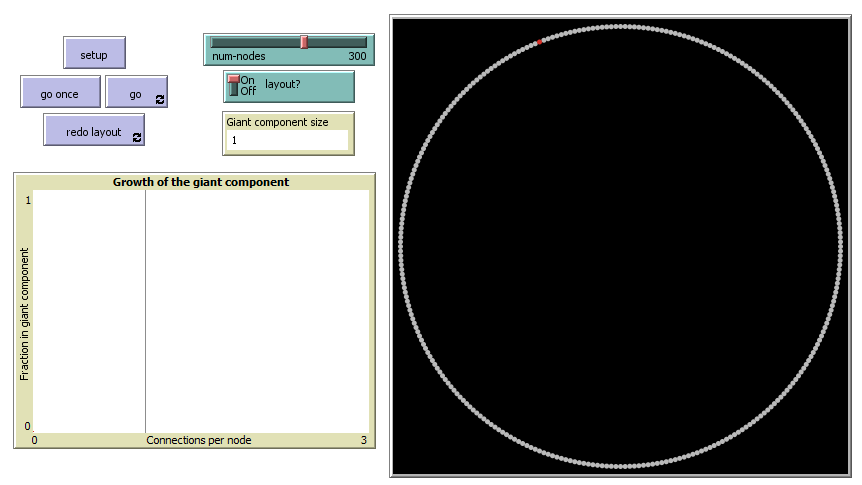 setup
num-nodes 300
go once
go
On
Off
layout?
redo layout
Giant component size
1
Growth of the giant component
1
Fraction in giant component
0
0
Connections per node
3